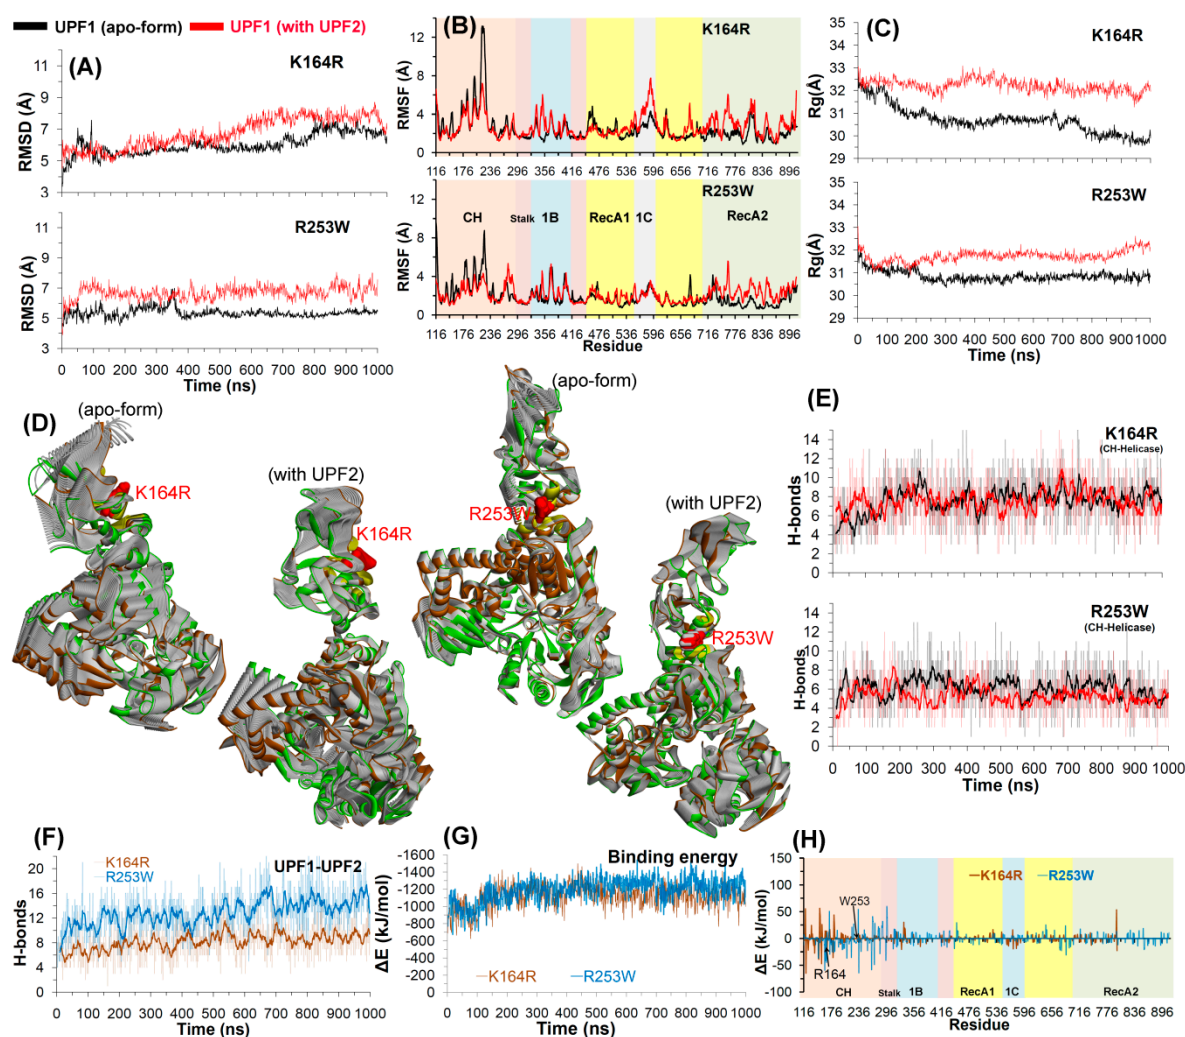 UPF1 (apo-form) UPF1 (with UPF2)
(A)
K164R
RMSD (Å)
11
9
7
5
3
R253W
RMSD (Å)
11
9
7
5
3
0 100 200 300 400 500 600 700 800 900 1000
Time (ns)
(B)
K164R
RMSF (Å)
12
8
4
0
116 176 236 296 356 416 476 536 596 656 716 776 836 896
R253W
CH Stalk 1B RecA1 1C RecA2
RMSF (Å)
12
8
4
0
116 176 236 296 356 416 476 536 596 656 716 776 836 896
Residue
(C)
K164R
Rg(Å)
35
34
33
32
31
30
29
R253W
Rg(Å)
35
34
33
32
31
30
29
0 100 200 300 400 500 600 700 800 900 1000
Time (ns)
(D)
(apo-form)
K164R
(with UPF2)
K164R
(apo-form)
R253W
(with UPF2)
R253W
(E)
K164R
(CH-Helicase)
H-bonds
14
12
10
8
6
4
2
0
0 100 200 300 400 500 600 700 800 900 1000
R253W
(CH-Helicase)
H-bonds
14
12
10
8
6
4
2
0
0 100 200 300 400 500 600 700 800 900 1000
Time (ns)
(F)
K164R
R253W
UPF1-UPF2
H-bonds
20
16
12
8
4
0
0 100 200 300 400 500 600 700 800 900 1000
Time (ns)
(G)
Binding energy
ΔE (kJ/mol)
-1600
-1400
-1200
-1000
-800
-600
-400
-200
0
K164R R253W
0 100 200 300 400 500 600 700 800 900 1000
Time (ns)
(H)
K164R R253W
ΔE (kJ/mol)
150
100
50
0
-50
-100
W253
R164
CH Stalk 1B RecA1 1C RecA2
116 176 236 296 356 416 476 536 596 656 716 776 836 896
Residue